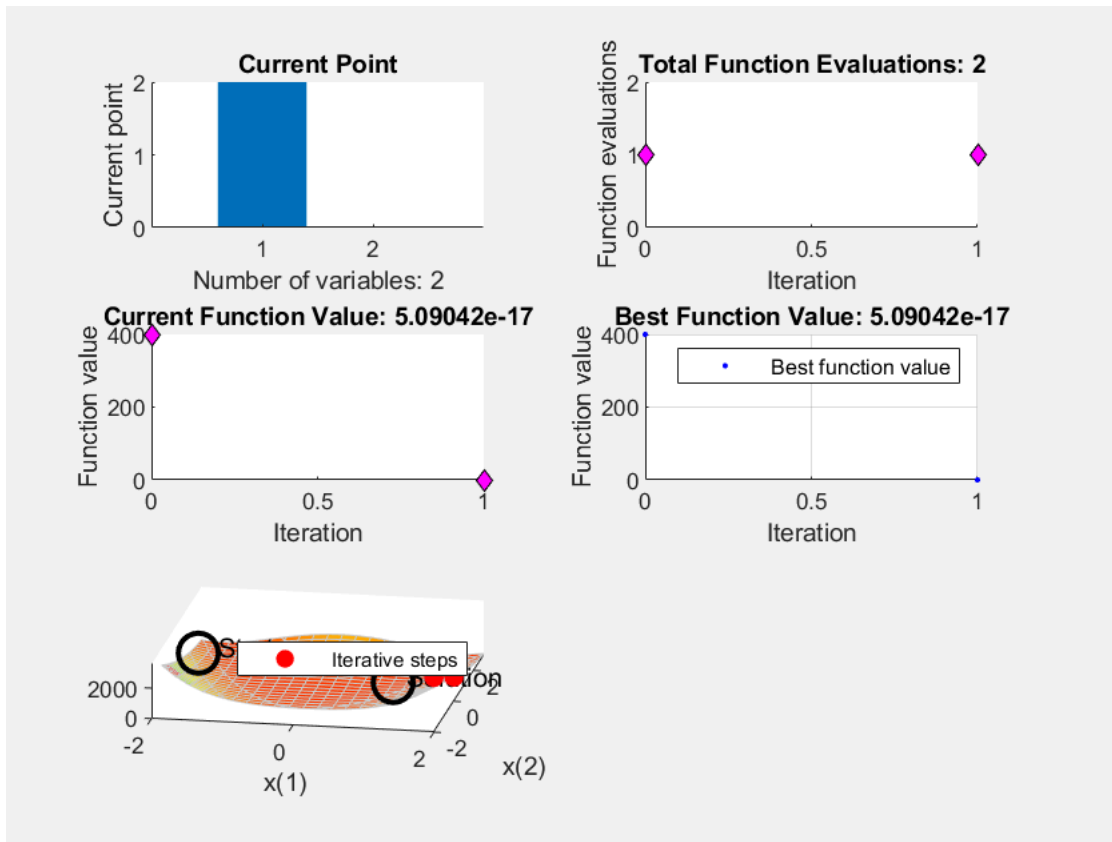 Current Point
Current point
2
1
0
1
2
Number of variables: 2
Total Function Evaluations: 2
Function evaluations
2
1
0
0
0.5
1
Iteration
Current Function Value: 5.09042e-17
Function value
400
200
0
0
0.5
1
Iteration
Best Function Value: 5.09042e-17
Function value
400
200
0
0
0.5
1
Iteration
Best function value
Iterative steps
2000
0
-2
0
2
x(1)
-2
0
2
x(2)